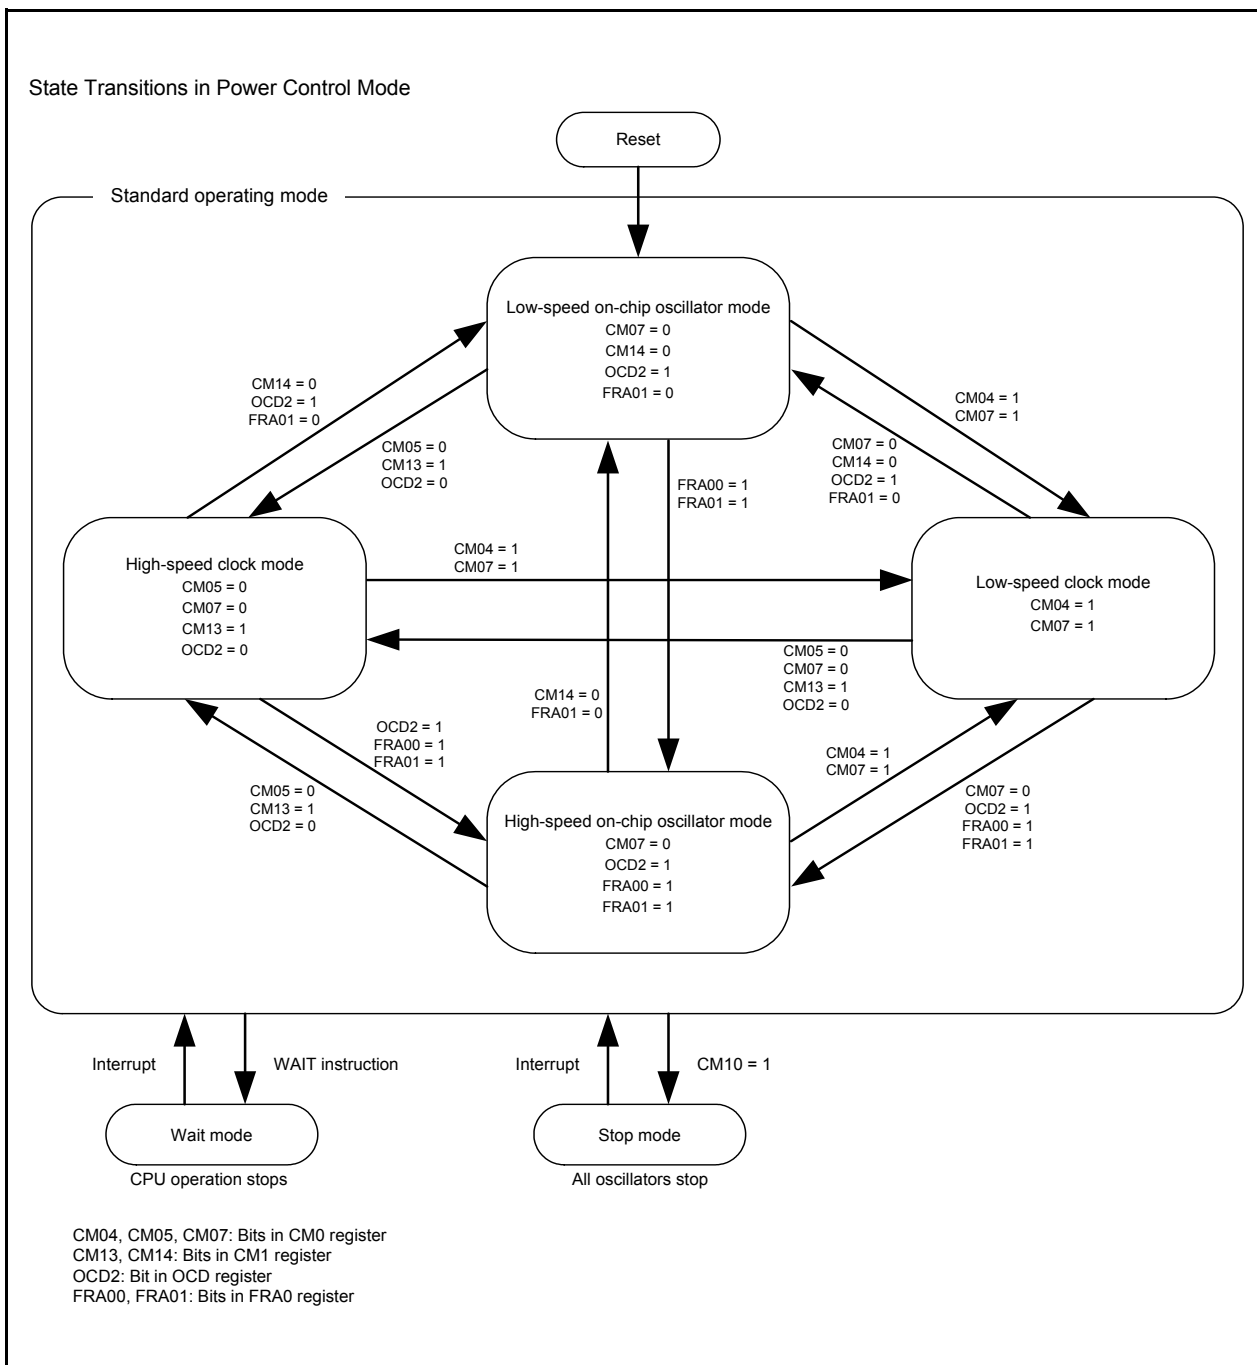 State Transitions in Power Control Mode
Reset
Standard operating mode
Low-speed on-chip oscillator mode
CM07 = 0
CM14 = 0
OCD2 = 1
FRA01 = 0
CM14 = 0
OCD2 = 1
FRA01 = 0
CM05 = 0
CM13 = 1
OCD2 = 0
CM04 = 1
CM07 = 1
CM07 = 0
CM14 = 0
OCD2 = 1
FRA01 = 0
FRA00 = 1
FRA01 = 1
High-speed clock mode
CM05 = 0
CM07 = 0
CM13 = 1
OCD2 = 0
CM04 = 1
CM07 = 1
Low-speed clock mode
CM04 = 1
CM07 = 1
CM05 = 0
CM07 = 0
CM13 = 1
OCD2 = 0
CM14 = 0
FRA01 = 0
OCD2 = 1
FRA00 = 1
FRA01 = 1
CM05 = 0
CM13 = 1
OCD2 = 0
CM04 = 1
CM07 = 1
CM07 = 0
OCD2 = 1
FRA00 = 1
FRA01 = 1
High-speed on-chip oscillator mode
CM07 = 0
OCD2 = 1
FRA00 = 1
FRA01 = 1
Interrupt
WAIT instruction
Interrupt
CM10 = 1
Wait mode
Stop mode
CPU operation stops
All oscillators stop
CM04, CM05, CM07: Bits in CM0 register
CM13, CM14: Bits in CM1 register
OCD2: Bit in OCD register
FRA00, FRA01: Bits in FRA0 register